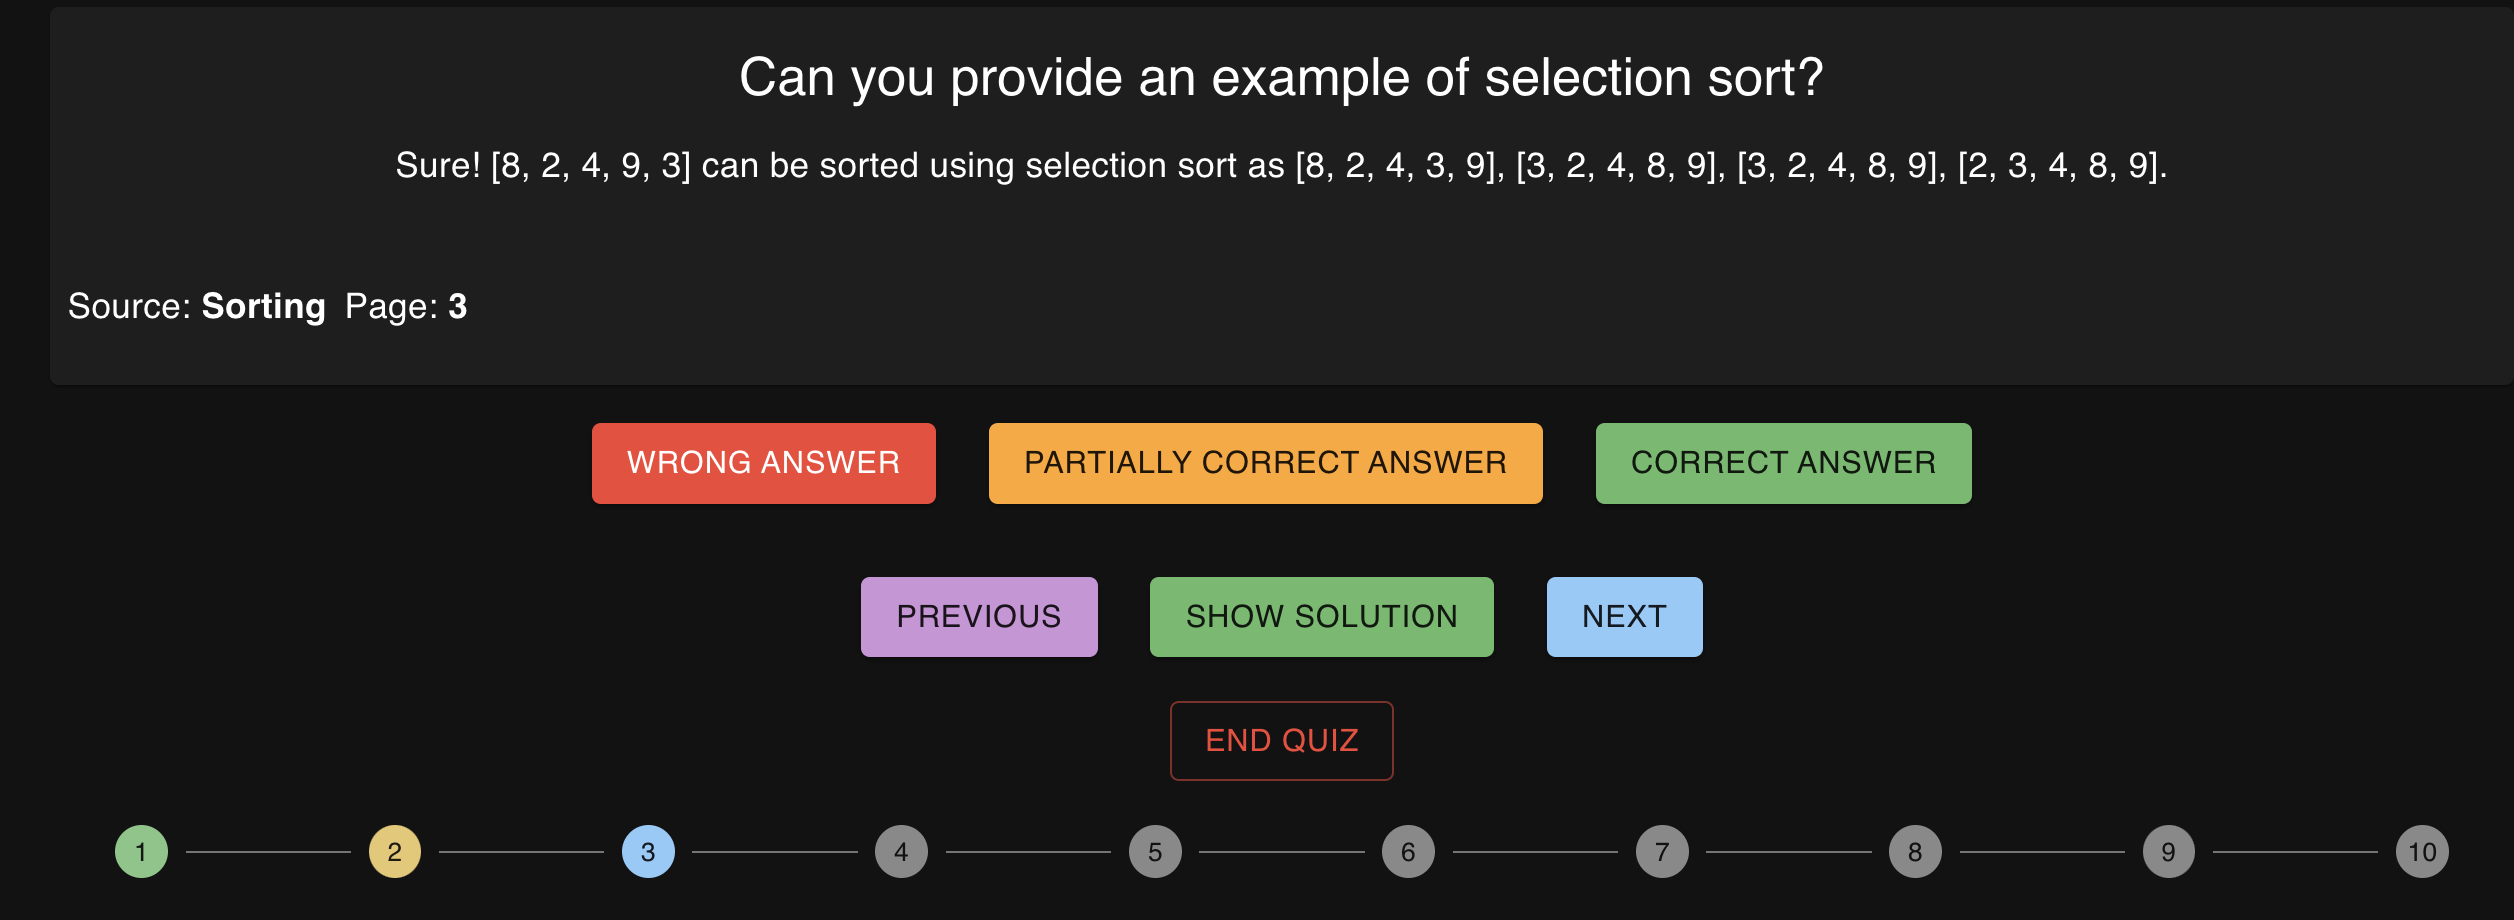 Can you provide an example of selection sort?
Sure! [8, 2, 4, 9, 3] can be sorted using selection sort as [8, 2, 4, 3, 9], [3, 2, 4, 8, 9], [3, 2, 4, 8, 9], [2, 3, 4, 8, 9].
Source: Sorting Page: 3
WRONG ANSWER PARTIALLY CORRECT ANSWER CORRECT ANSWER
PREVIOUS SHOW SOLUTION NEXT
END QUIZ
1 2 3 4 5 6 7 8 9 10